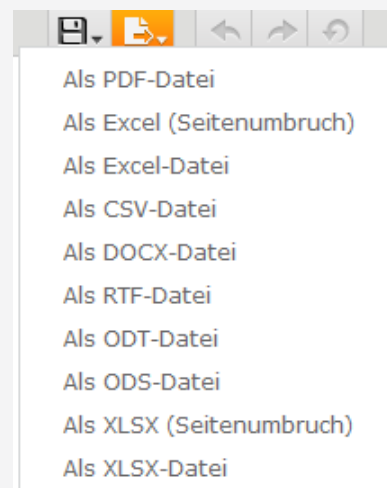 Als PDF-Datei
Als Excel (Seitenumbruch)
Als Excel-Datei
Als CSV-Datei
Als DOCX-Datei
Als RTF-Datei
Als ODT-Datei
Als ODS-Datei
Als XLSX (Seitenumbruch)
Als XLSX-Datei